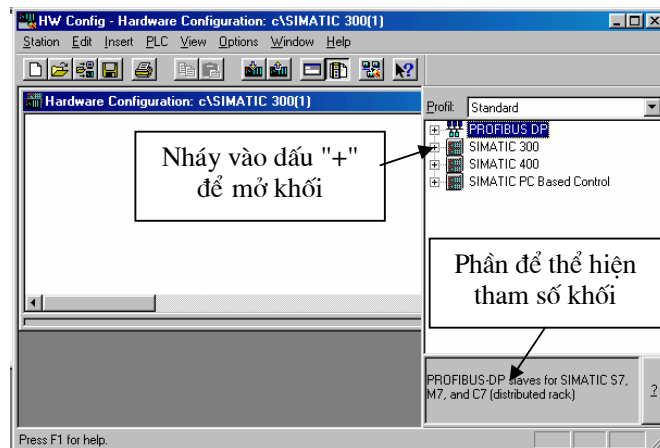 HW Config - Hardware Configuration: c\SIMATIC 300(1)
Station Edit Insert PLC View Options Window Help
Hardware Configuration: c\SIMATIC 300(1)
Profil: Standard
PROFIBUS DP
SIMATIC 300
SIMATIC 400
SIMATIC PC Based Control
Nháy vào dấu "+"
để mở khối
Phần để thể hiện
tham số khối
PROFIBUS-DP slaves for SIMATIC S7,
M7, and C7 (distributed rack)
?
Press F1 for help.